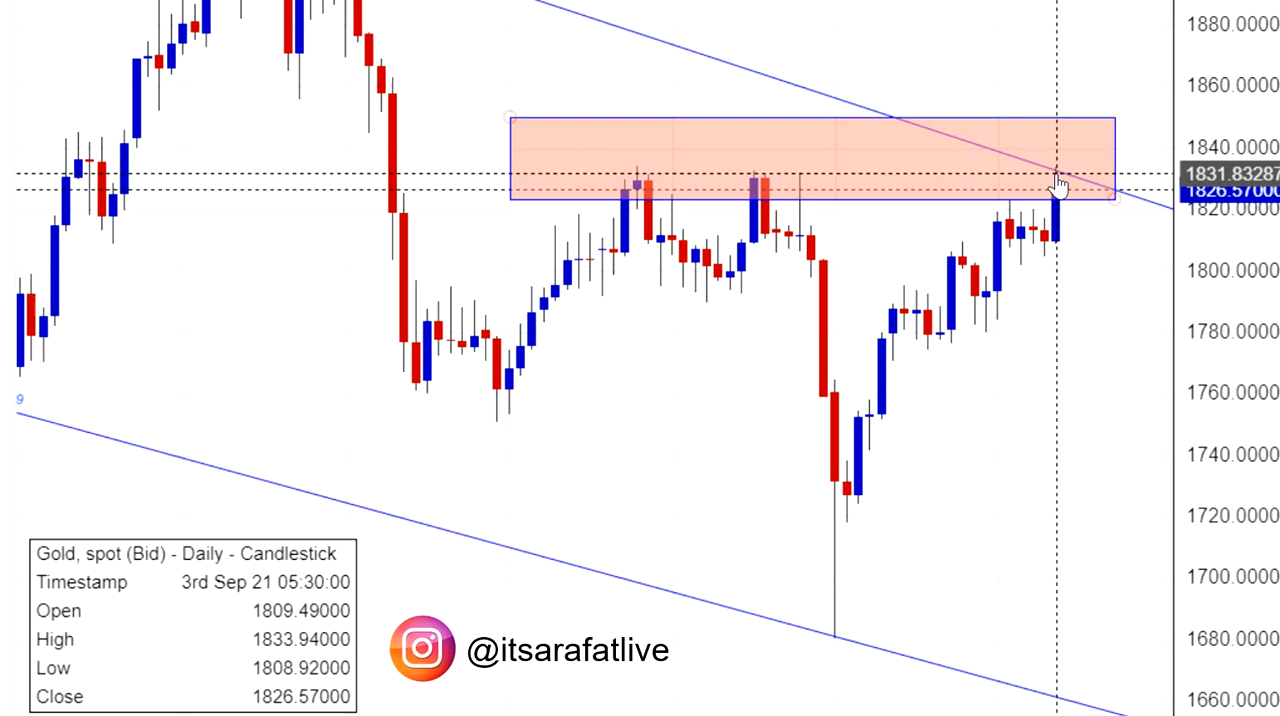 1880.0000
1860.0000
1840.0000
1831.83287
1826.57000
1820.0000
1800.0000
1780.0000
1760.0000
9
1740.0000
1720.0000
1700.0000
1680.0000
1660.0000
Gold, spot (Bid) - Daily - Candlestick
Timestamp 3rd Sep 21 05:30:00
Open 1809.49000
High 1833.94000
Low 1808.92000
Close 1826.57000
@itsarafatlive